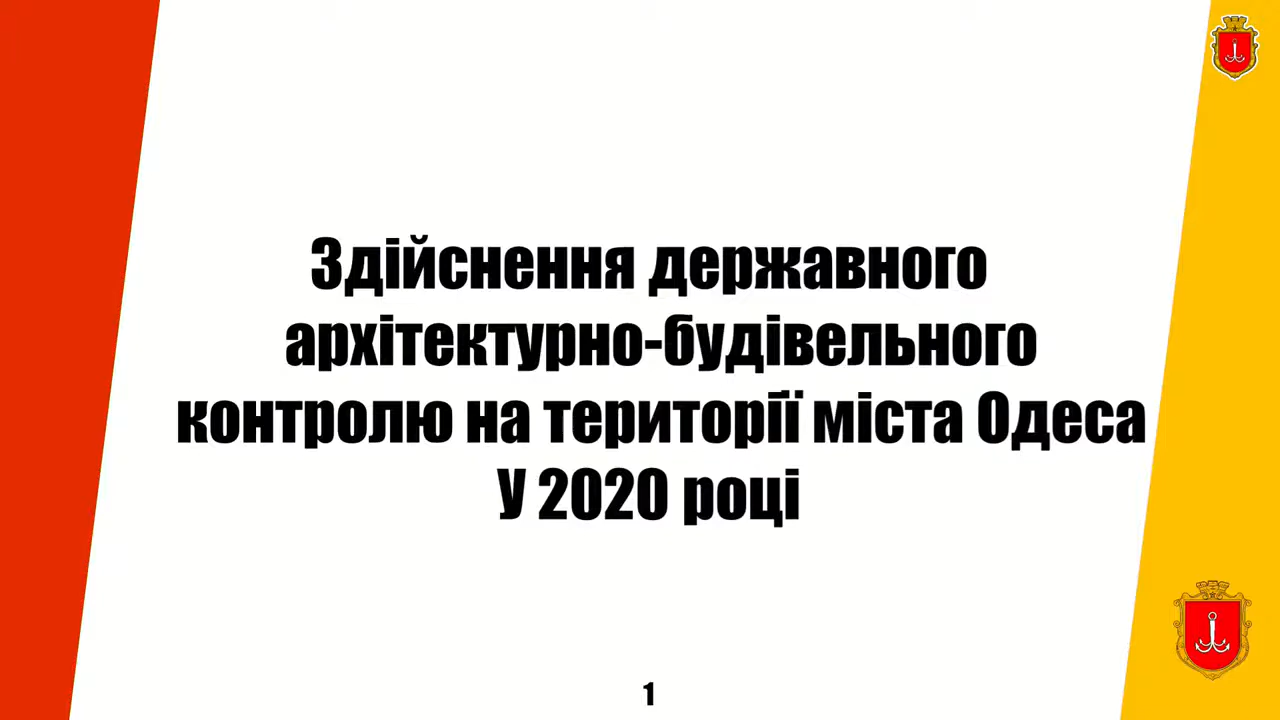 Здійснення державного
архітектурно-будівельного
контролю на території міста Одеса
У 2020 році
1